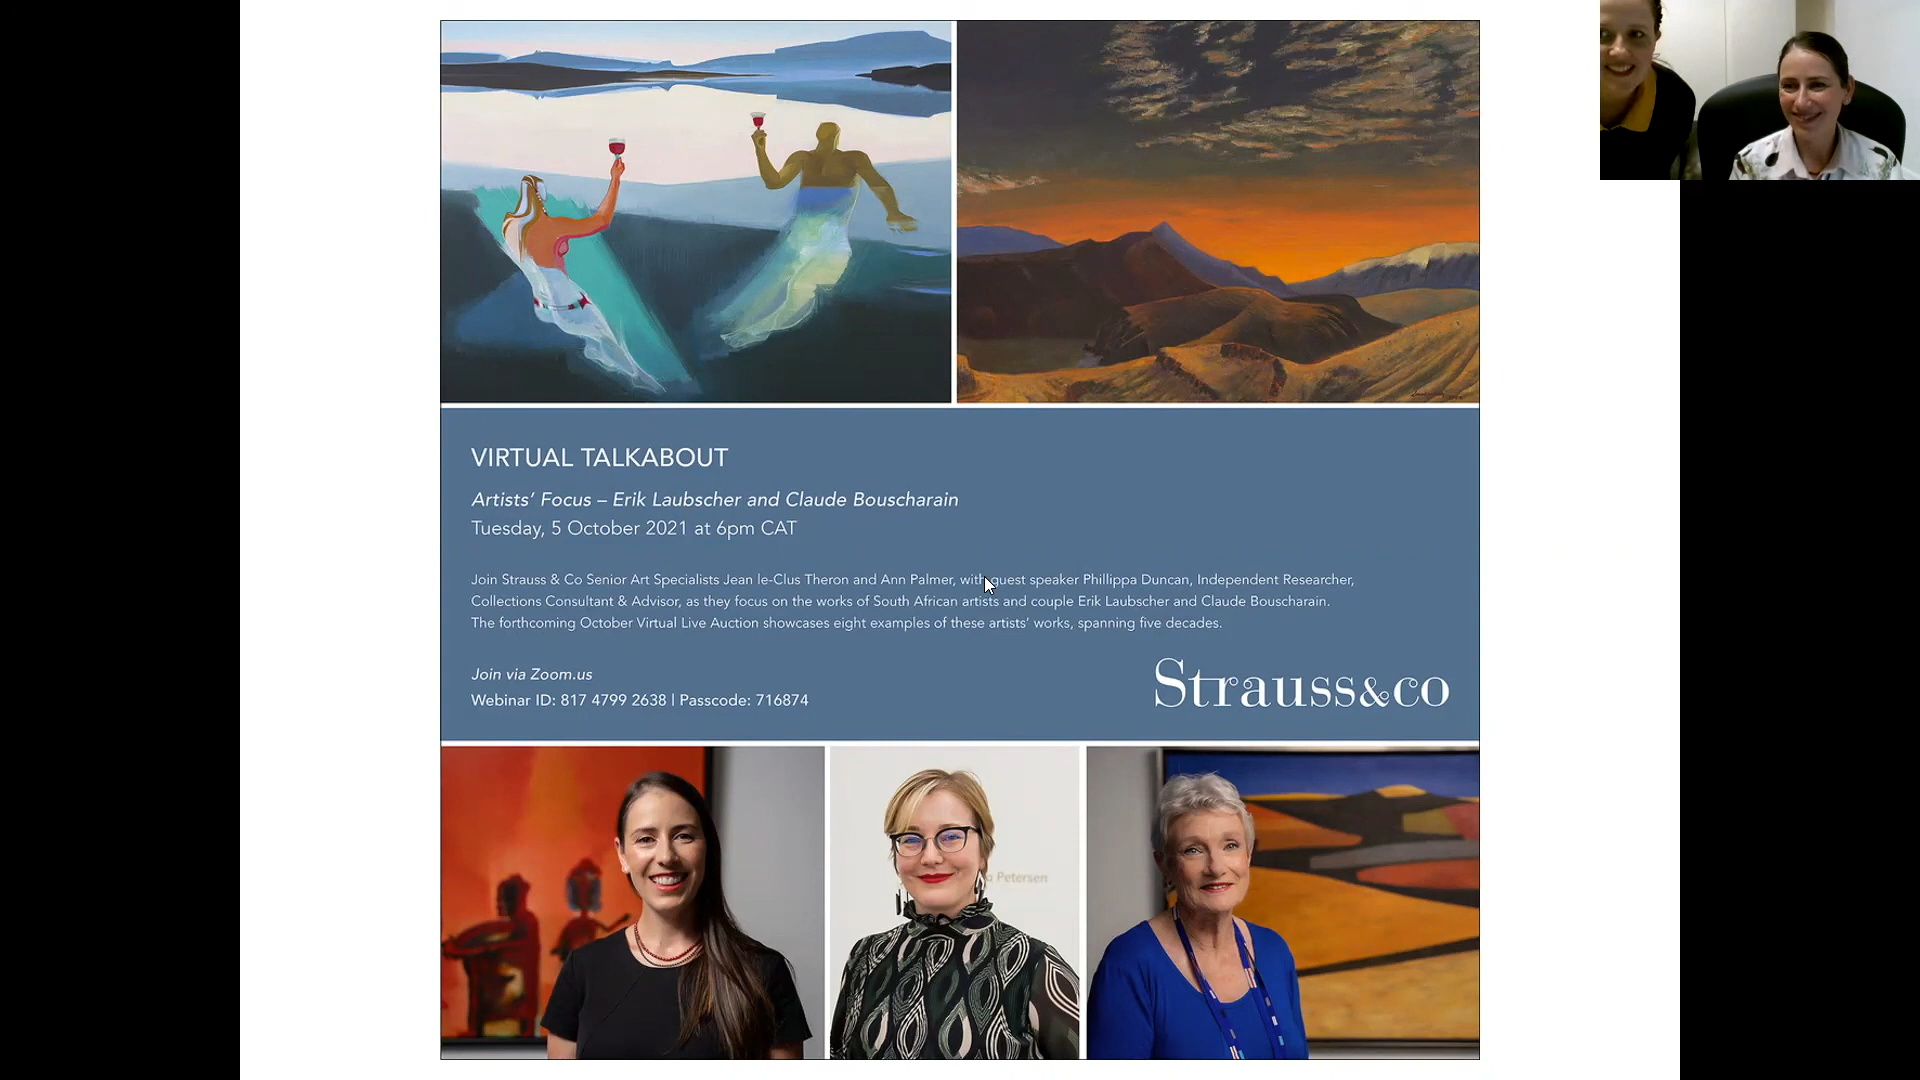 VIRTUAL TALKABOUT
Artists’ Focus – Erik Laubscher and Claude Bouscharain
Tuesday, 5 October 2021 at 6pm CAT
Join Strauss & Co Senior Art Specialists Jean le-Clus Theron and Ann Palmer, with guest speaker Phillippa Duncan, Independent Researcher,
Collections Consultant & Advisor, as they focus on the works of South African artists and couple Erik Laubscher and Claude Bouscharain.
The forthcoming October Virtual Live Auction showcases eight examples of these artists’ works, spanning five decades.
Join via Zoom.us
Webinar ID: 817 4799 2638 | Passcode: 716874
Strauss&co
Petersen